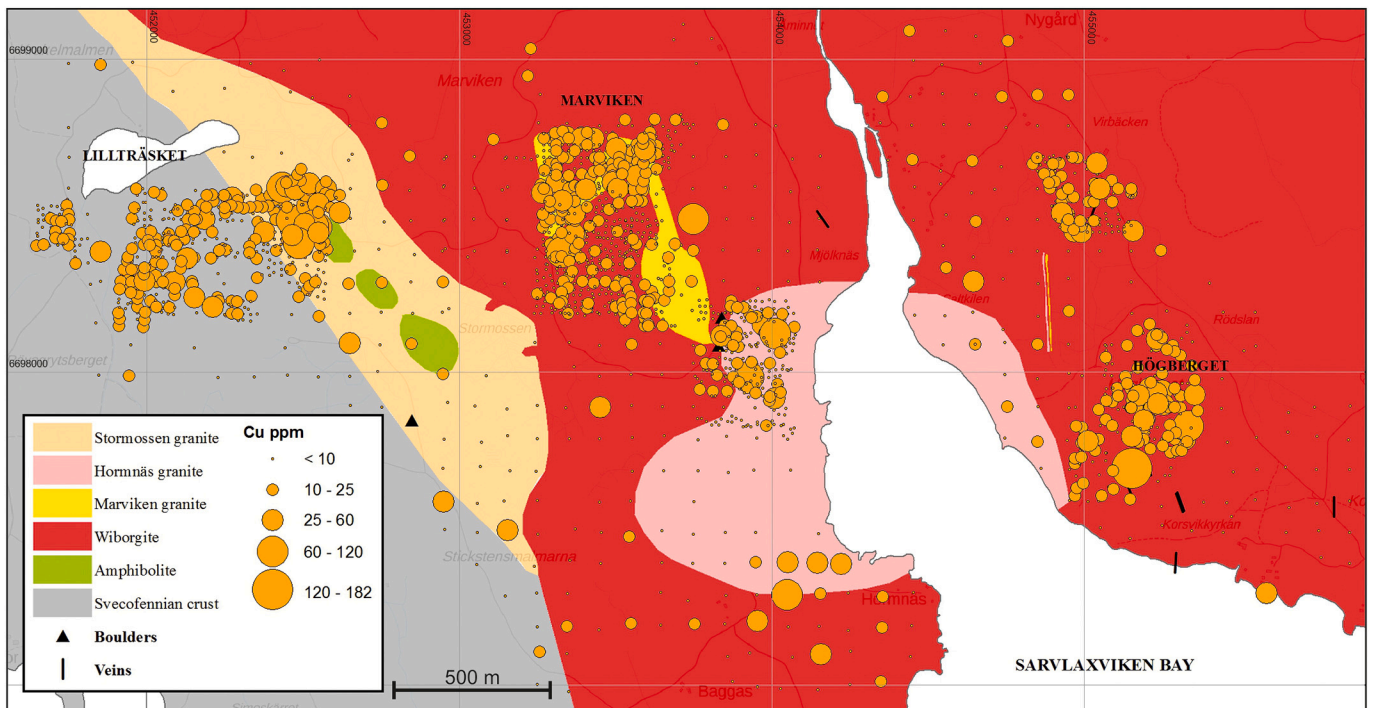 452000
453000
454000
455000
6699000
Nygård
Marviken
MARVIKEN
Virbäcken
LILLTRÄSKET
Mjölknäs
Saltkilen
Rödslan
Stormossen
6698000
HÖGBERGET
Stormossen granite
Hormnäs granite
Marviken granite
Wiborgite
Amphibolite
Svecofennian crust
Boulders
Veins
Cu ppm
< 10
10 - 25
25 - 60
60 - 120
120 - 182
Korsvikkyrkan
Stickstensmalmarna
Hormnäs
SARVLAXVIKEN BAY
500 m
Baggas